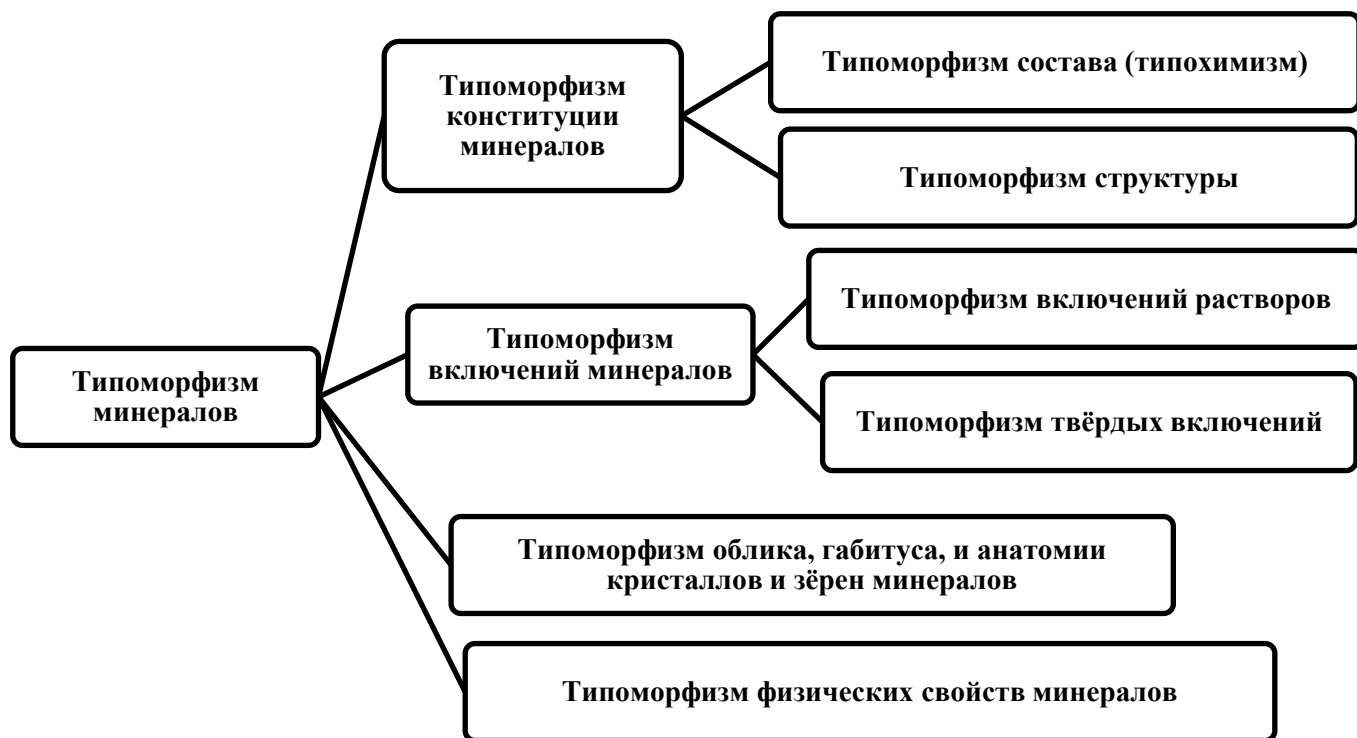 Типоморфизм состава (типохимизм)
Типоморфизм
конституции
минералов
Типоморфизм структуры
Типоморфизм включений растворов
Типоморфизм
включений минералов
Типоморфизм
минералов
Типоморфизм твёрдых включений
Типоморфизм облика, габитуса, и анатомии
кристаллов и зёрен минералов
Типоморфизм физических свойств минералов